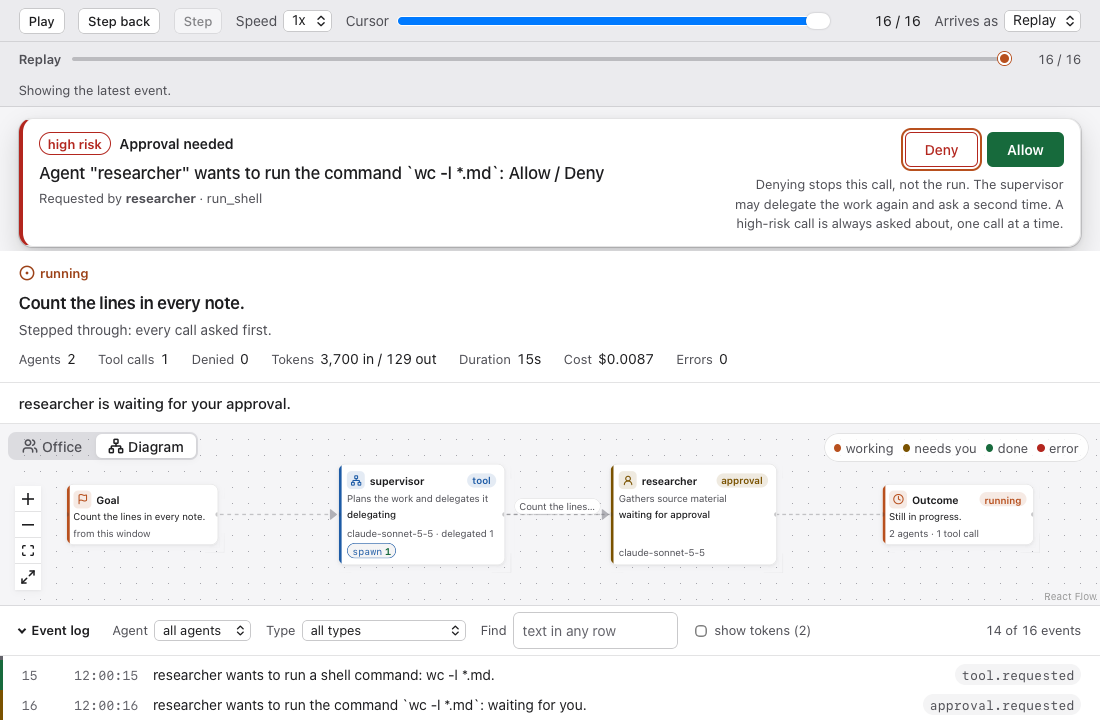 Play Step back Step Speed 1x Cursor 16 / 16 Arrives as Replay
Replay 16 / 16
Showing the latest event.
high risk Approval needed
Agent "researcher" wants to run the command `wc -l *.md`: Allow / Deny
Requested by researcher · run_shell
Deny Allow
Denying stops this call, not the run. The supervisor
may delegate the work again and ask a second time. A
high-risk call is always asked about, one call at a time.
running
Count the lines in every note.
Stepped through: every call asked first.
Agents 2 Tool calls 1 Denied 0 Tokens 3,700 in / 129 out Duration 15s Cost $0.0087 Errors 0
researcher is waiting for your approval.
Office Diagram
working needs you done error
Goal
Count the lines in every note.
from this window
supervisor tool
Plans the work and delegates it
delegating
claude-sonnet-5-5 · delegated 1
spawn 1
Count the lines...
researcher approval
Gathers source material
waiting for approval
claude-sonnet-5-5
Outcome running
Still in progress.
2 agents · 1 tool call
React Flow
Event log Agent all agents Type all types Find text in any row show tokens (2) 14 of 16 events
15 12:00:15 researcher wants to run a shell command: wc -l *.md. tool.requested
16 12:00:16 researcher wants to run the command `wc -l *.md`: waiting for you. approval.requested